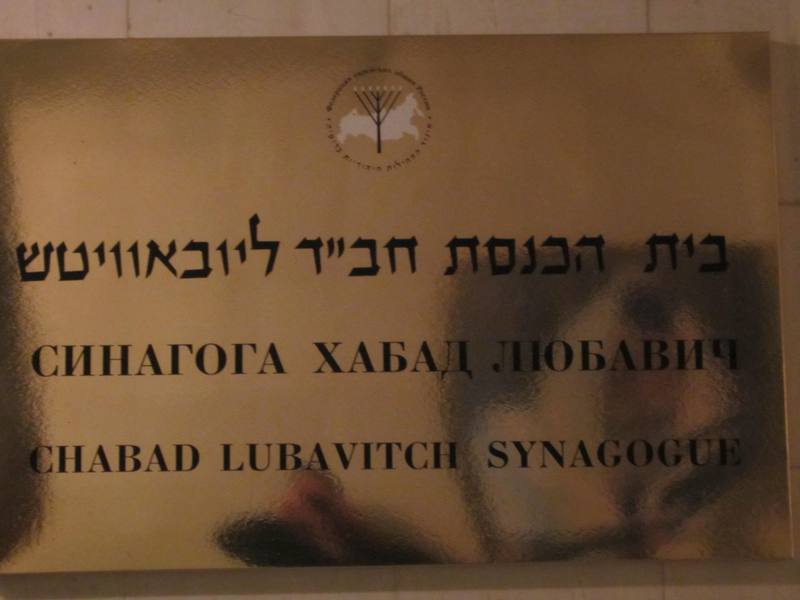 בית הכנסת חב"ד ליובאוויטש
СИНАГОГА ХАБАД ЛЮБАВИЧ
CHABAD LUBAVITCH SYNAGOGUE